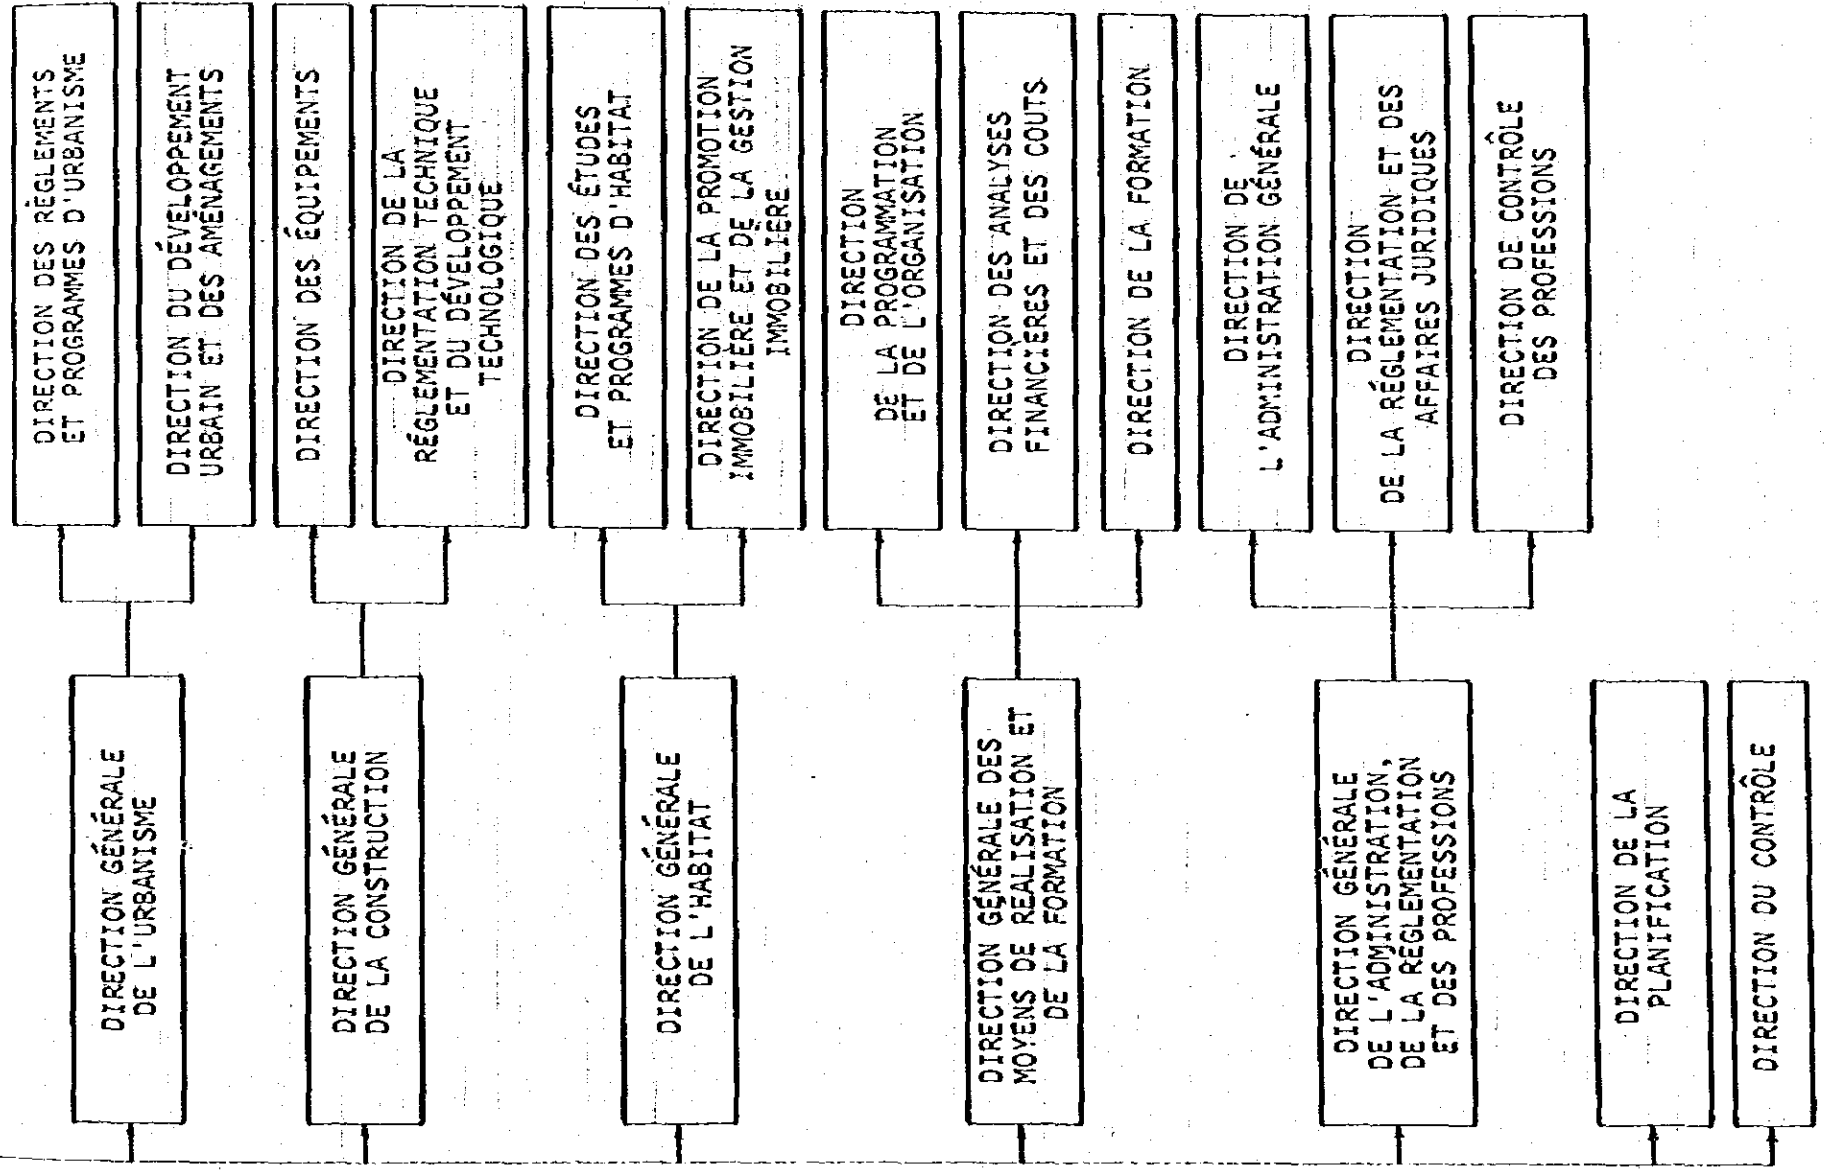 DIRECTION DES RÈGLEMENTS
ET PROGRAMMES D'URBANISME
DIRECTION DU DÉVELOPPEMENT
URBAIN ET DES AMÉNAGEMENTS
DIRECTION DES ÉQUIPEMENTS
DIRECTION DE LA
RÉGLEMENTATION TECHNIQUE
ET DU DÉVELOPPEMENT
TECHNOLOGIQUE
DIRECTION DES ÉTUDES
ET PROGRAMMES D'HABITAT
DIRECTION DE LA PROMOTION
IMMOBILIÈRE ET DE LA GESTION
IMMOBILIÈRE
DIRECTION
DE LA PROGRAMMATION
ET DE L'ORGANISATION
DIRECTION DES ANALYSES
FINANCIÈRES ET DES COUTS
DIRECTION DE LA FORMATION
DIRECTION DE
L'ADMINISTRATION GÉNÉRALE
DIRECTION
DE LA RÉGLEMENTATION ET DES
AFFAIRES JURIDIQUES
DIRECTION DE CONTRÔLE
DES PROFESSIONS
DIRECTION GÉNÉRALE
DE L'URBANISME
DIRECTION GÉNÉRALE
DE LA CONSTRUCTION
DIRECTION GÉNÉRALE
DE L'HABITAT
DIRECTION GÉNÉRALE DES
MOYENS DE REALISATION ET
DE LA FORMATION
DIRECTION GÉNÉRALE
DE L'ADMINISTRATION,
DE LA REGLEMENTATION
ET DES PROFESSIONS
DIRECTION DE LA
PLANIFICATION
DIRECTION DU CONTRÔLE